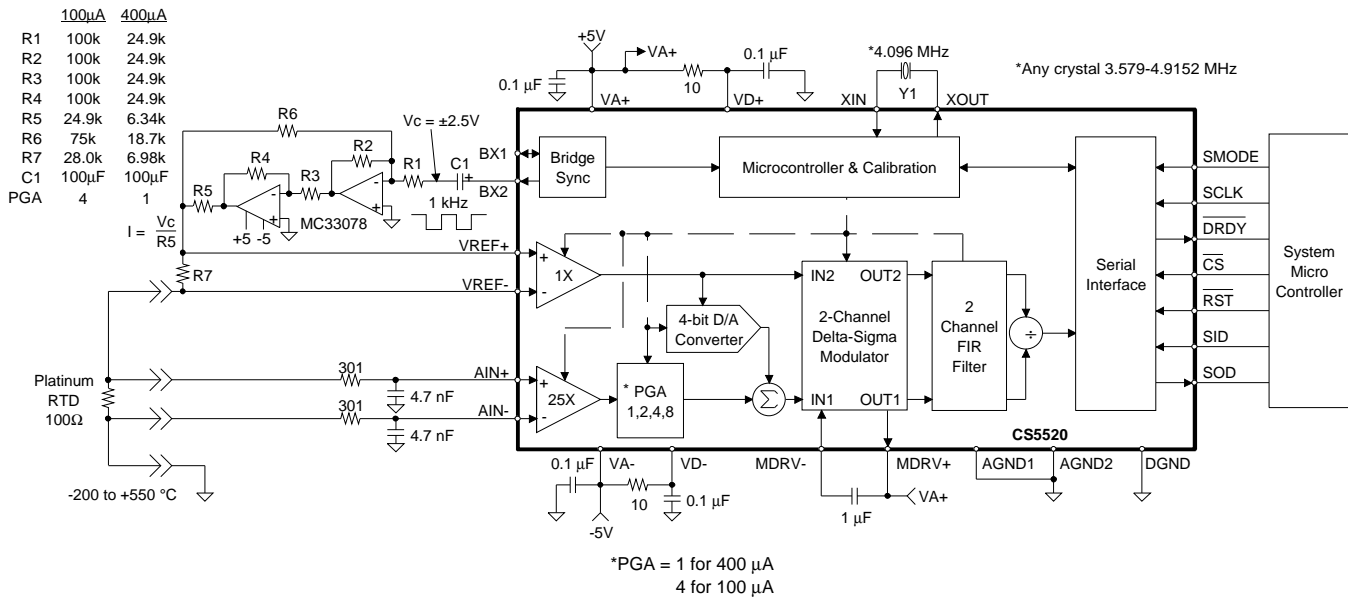 100µA 400µA
R1 100k 24.9k
R2 100k 24.9k
R3 100k 24.9k
R4 100k 24.9k
R5 24.9k 6.34k
R6 75k 18.7k
R7 28.0k 6.98k
C1 100µF 100µF
PGA 4 1
+5V
VA+
0.1 µF
0.1 µF
10
VA+
VD+
*4.096 MHz
XIN
Y1
XOUT
*Any crystal 3.579-4.9152 MHz
R6
R4
R2
R5
R3
R1
Vc = ±2.5V
C1
+
1 kHz
-
+
-
+
MC33078
+5 -5
I = Vc
R5
R7
BX1
BX2
Bridge
Sync
Microcontroller & Calibration
VREF+
VREF-
+
-
1X
4-bit D/A
Converter
IN2 OUT2
2-Channel
Delta-Sigma
Modulator
IN1 OUT1
2
Channel
FIR
Filter
÷
Serial
Interface
SMODE
SCLK
DRDY
CS
RST
SID
SOD
System
Micro
Controller
Platinum
RTD
100Ω
301
4.7 nF
301
4.7 nF
AIN+
AIN-
+
-
25X
* PGA
1,2,4,8
Σ
CS5520
-200 to +550 °C
0.1 µF
VA-
10
VD-
0.1 µF
-5V
MDRV-
1 µF
MDRV+
VA+
AGND1
AGND2
DGND
*PGA = 1 for 400 µA
4 for 100 µA